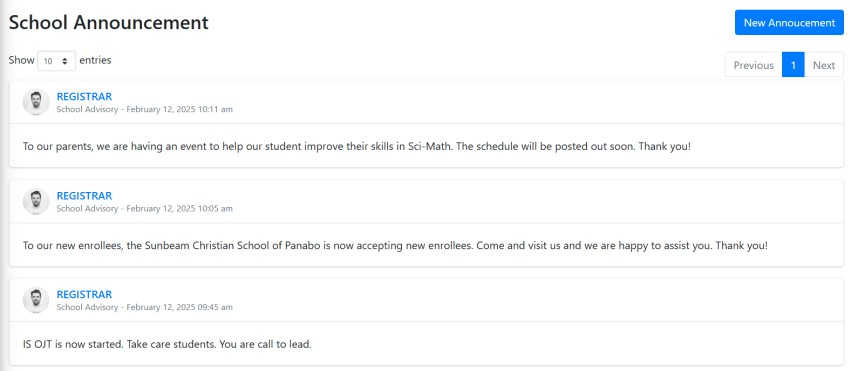 School Announcement
New Annoucement
Show 10 entries
Previous 1 Next
REGISTRAR
School Advisory - February 12, 2025 10:11 am
To our parents, we are having an event to help our student improve their skills in Sci-Math. The schedule will be posted out soon. Thank you!
REGISTRAR
School Advisory - February 12, 2025 10:05 am
To our new enrollees, the Sunbeam Christian School of Panabo is now accepting new enrollees. Come and visit us and we are happy to assist you. Thank you!
REGISTRAR
School Advisory - February 12, 2025 09:45 am
IS OJT is now started. Take care students. You are call to lead.